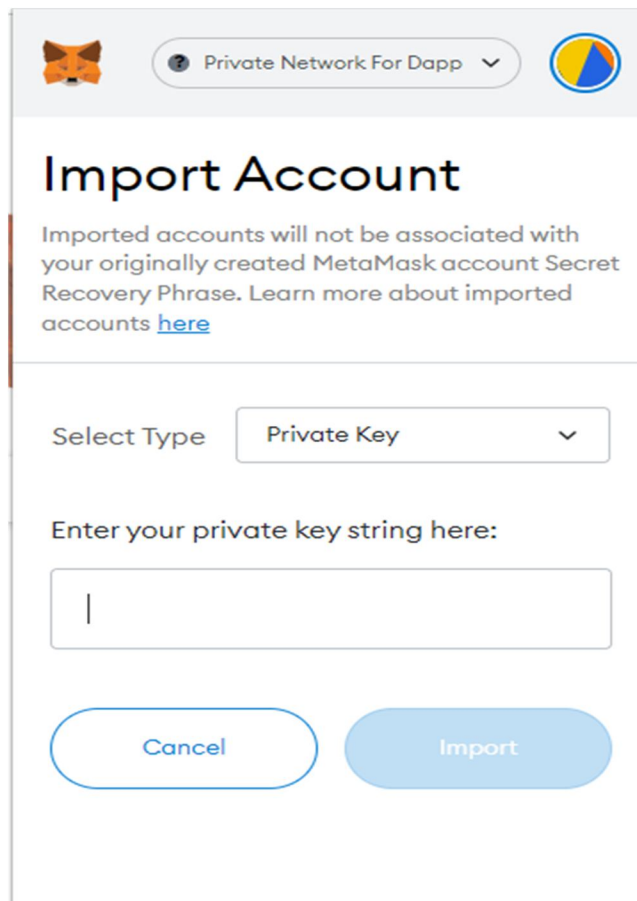 Private Network For Dapp
Import Account
Imported accounts will not be associated with
your originally created MetaMask account Secret
Recovery Phrase. Learn more about imported
accounts here
Select Type
Private Key
Enter your private key string here:
Cancel
Import